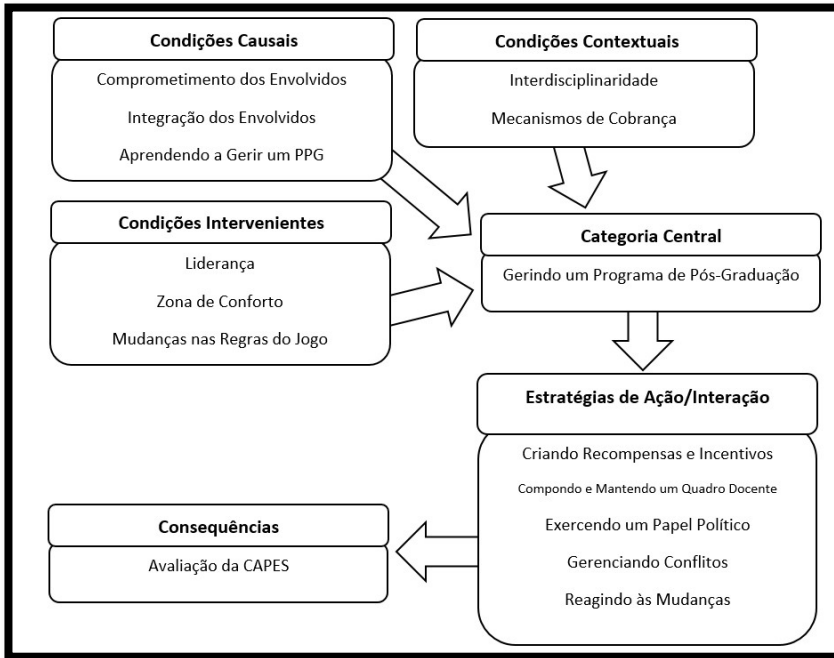 Condições Causais
Comprometimento dos Envolvidos
Integração dos Envolvidos
Aprendendo a Gerir um PPG
Condições Contextuais
Interdisciplinaridade
Mecanismos de Cobrança
Condições Intervenientes
Liderança
Zona de Conforto
Mudanças nas Regras do Jogo
Categoria Central
Gerindo um Programa de Pós-Graduação
Estratégias de Ação/Interação
Criando Recompensas e Incentivos
Compondo e Mantendo um Quadro Docente
Exercendo um Papel Político
Gerenciando Conflitos
Reagindo às Mudanças
Consequências
Avaliação da CAPES